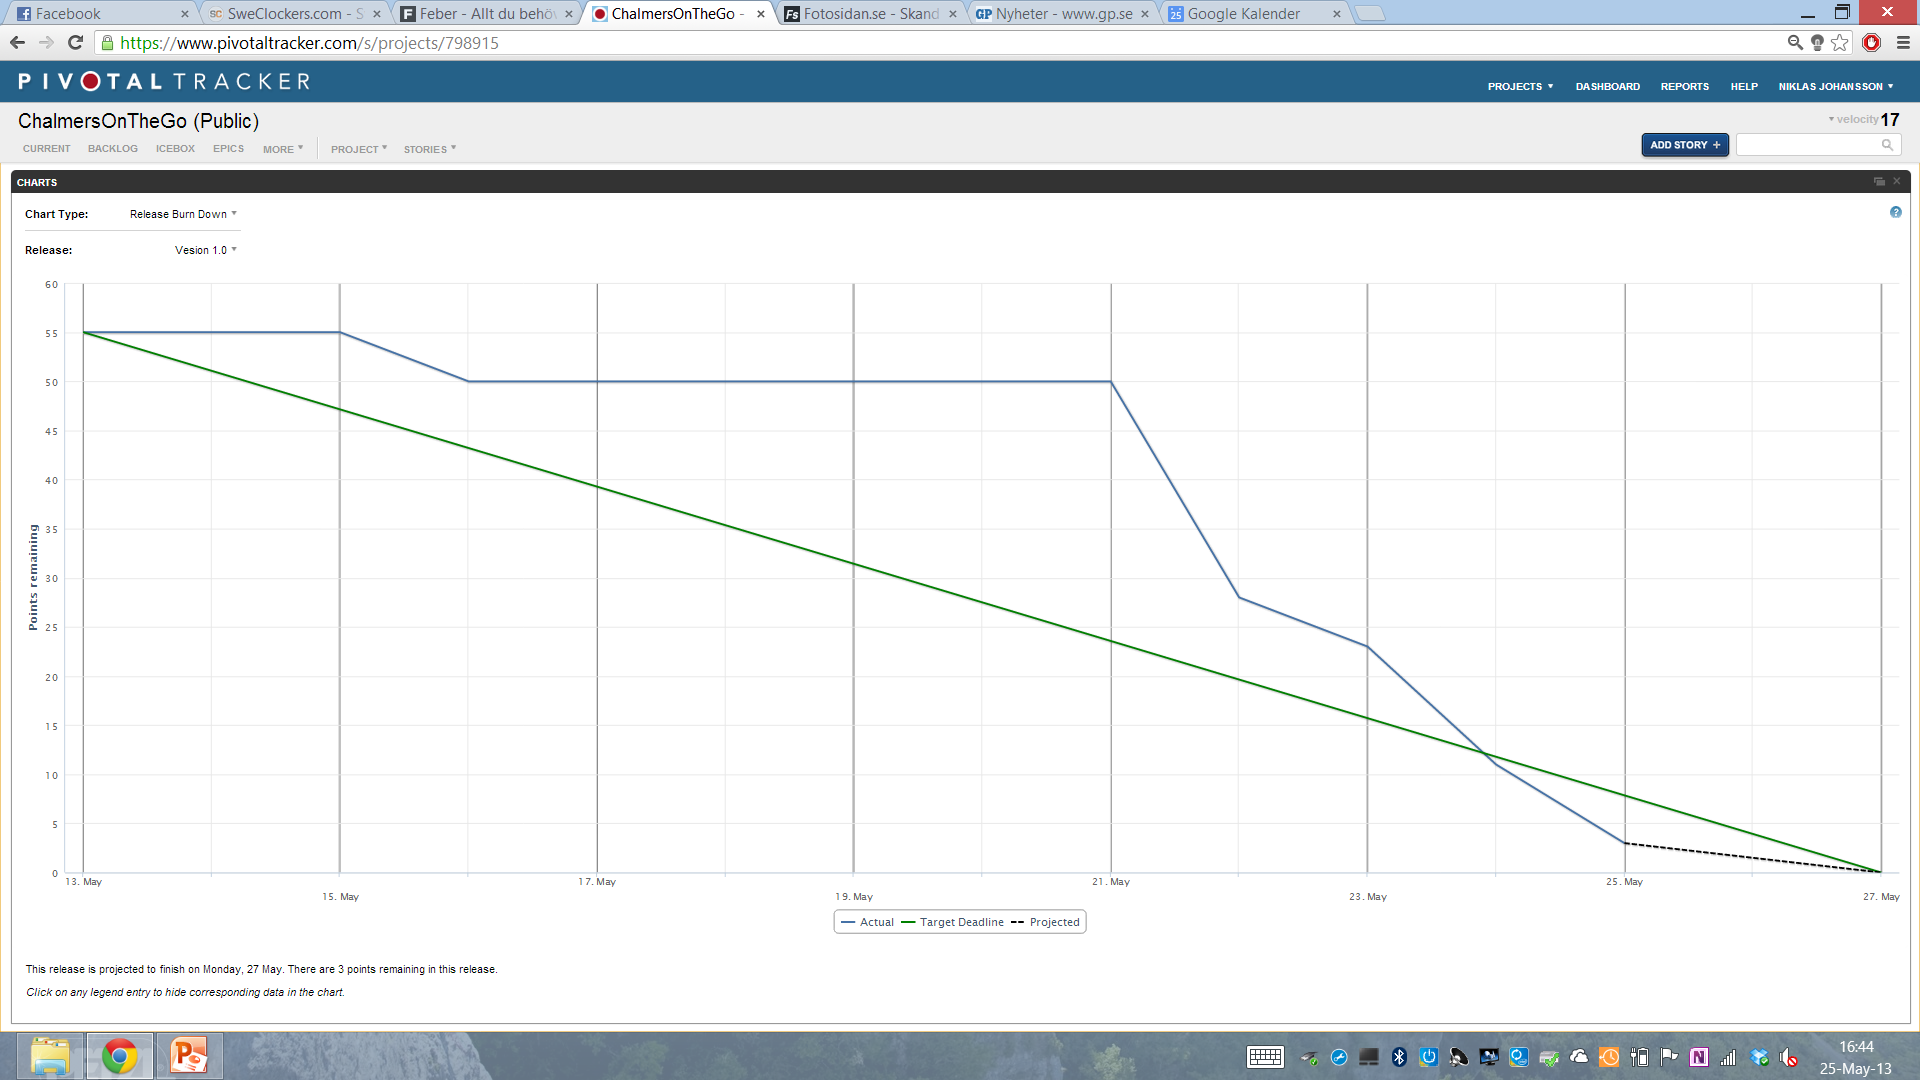 Facebook
SweClockers.com - S
Feber - Allt du behöv
ChalmersOnTheGo -
Fotosidan.se - Skand
Nyheter - www.gp.se
Google Kalender
https://www.pivotaltracker.com/s/projects/798915
PIVOTAL TRACKER
PROJECTS DASHBOARD REPORTS HELP NIKLAS JOHANSSON
ChalmersOnTheGo (Public)
velocity 17
CURRENT BACKLOG ICEBOX EPICS MORE PROJECT STORIES
ADD STORY +
CHARTS
Chart Type: Release Burn Down
Release: Vesion 1.0
60
55
50
45
40
35
30
25
20
15
10
5
0
Points remaining
13. May
15. May
17. May
19. May
21. May
23. May
25. May
27. May
Actual Target Deadline Projected
This release is projected to finish on Monday, 27 May. There are 3 points remaining in this release.
Click on any legend entry to hide corresponding data in the chart.
16:44
25-May-13